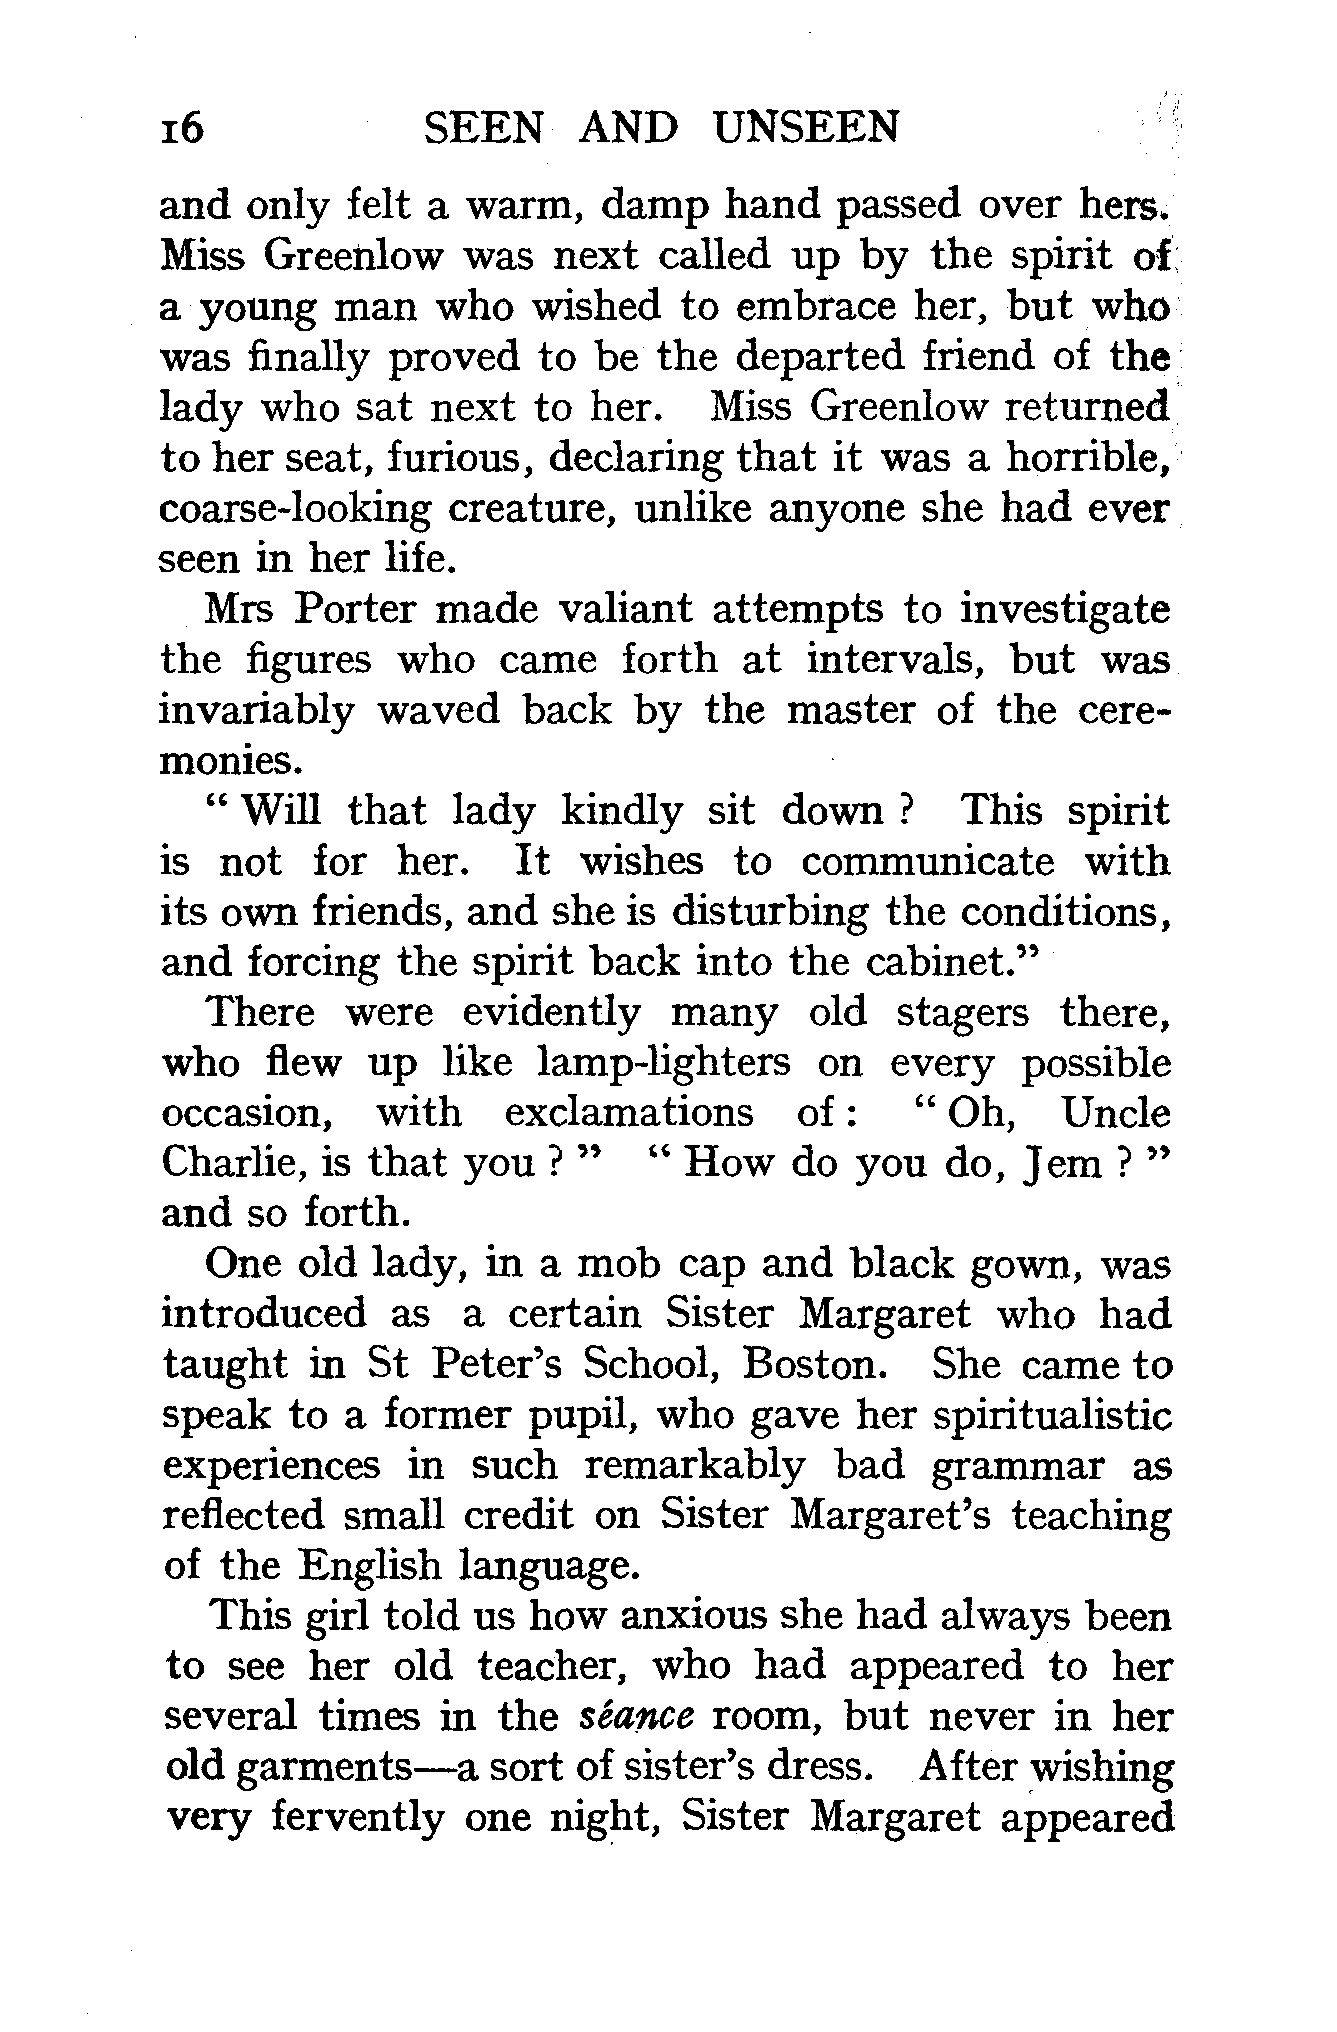 16 SEEN AND UNSEEN
and only felt a warm, damp hand passed over hers.
Miss Greenlow was next called up by the spirit of
a young man who wished to embrace her, but who
was finally proved to be the departed friend of the
lady who sat next to her. Miss Greenlow returned
to her seat, furious, declaring that it was a horrible,
coarse-looking creature, unlike anyone she had ever
seen in her life.
Mrs Porter made valiant attempts to investigate
the figures who came forth at intervals, but was
invariably waved back by the master of the cere-
monies.
“ Will that lady kindly sit down ? This spirit
is not for her. It wishes to communicate with
its own friends, and she is disturbing the conditions,
and forcing the spirit back into the cabinet.”
There were evidently many old stagers there,
who flew up like lamp-lighters on every possible
occasion, with exclamations of : “ Oh, Uncle
Charlie, is that you ? ” “ How do you do, Jem ? ”
and so forth.
One old lady, in a mob cap and black gown, was
introduced as a certain Sister Margaret who had
taught in St Peter’s School, Boston. She came to
speak to a former pupil, who gave her spiritualistic
experiences in such remarkably bad grammar as
reflected small credit on Sister Margaret’s teaching
of the English language.
This girl told us how anxious she had always been
to see her old teacher, who had appeared to her
several times in the séance room, but never in her
old garments—a sort of sister’s dress. After wishing
very fervently one night, Sister Margaret appeared